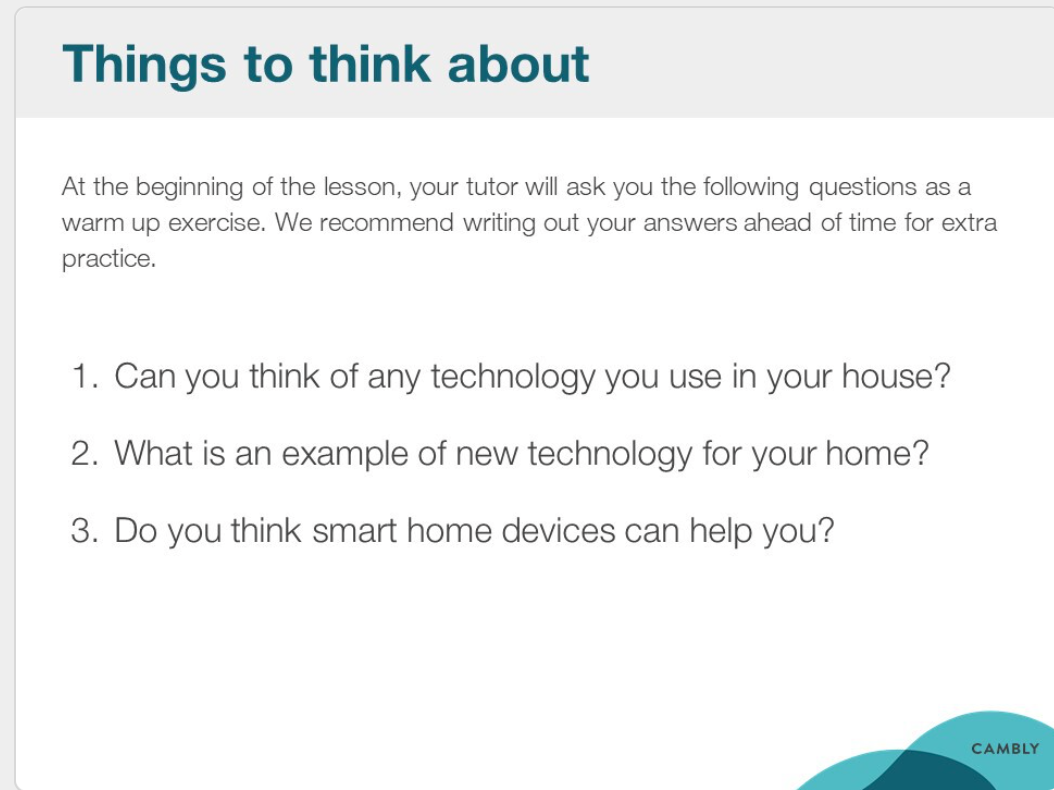 Things to think about
At the beginning of the lesson, your tutor will ask you the following questions as a
warm up exercise. We recommend writing out your answers ahead of time for extra
practice.
1. Can you think of any technology you use in your house?
2. What is an example of new technology for your home?
3. Do you think smart home devices can help you?
CAMBLY